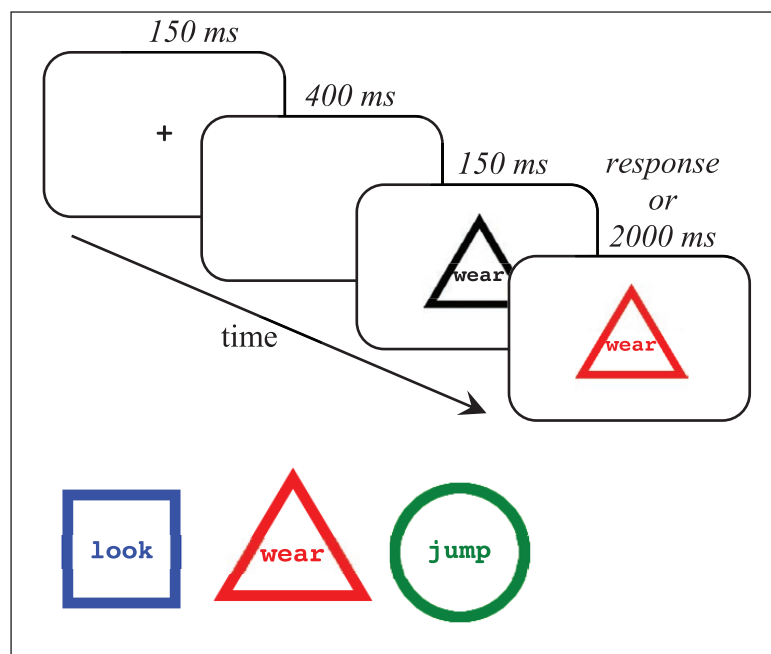 150 ms
+
400 ms
150 ms
response
or
2000 ms
wear
wear
time
look
wear
jump